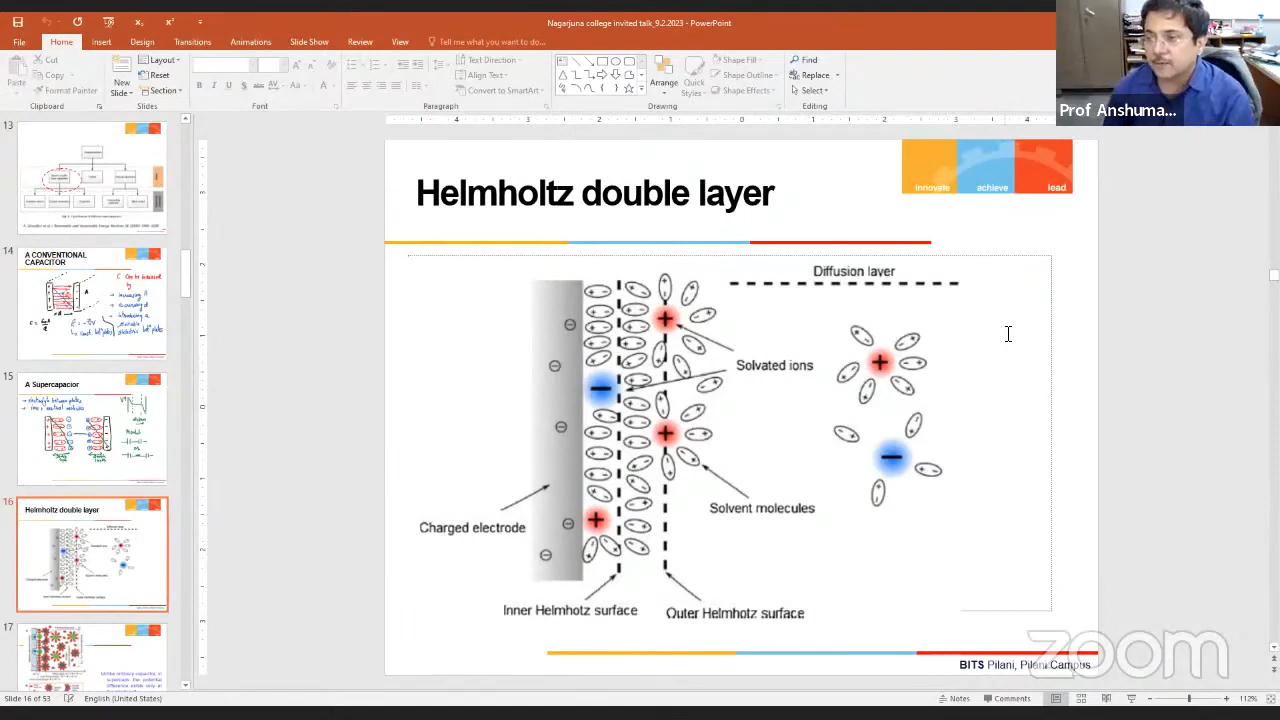 Nagarjuna college invited talk_9.2.2023 - PowerPoint
File Home Insert Design Transitions Animations Slide Show Review View Tell me what you want to do...
Cut
Copy
Format Painter
Paste
Clipboard
New Slide
Layout
Reset
Section
Slides
Font
Text Direction
Align Text
Convert to SmartArt
Paragraph
Arrange
Quick Styles
Shape Fill
Shape Outline
Shape Effects
Drawing
Find
Replace
Select
Editing
Prof Anshuma...
13
14
A CONVENTIONAL
CAPACITOR
15
A Supercapacior
16
Helmholtz double layer
17
Helmholtz double layer
innovate achieve lead
Diffusion layer
Solvated ions
Solvent molecules
Charged electrode
Inner Helmhotz surface
Outer Helmhotz surface
zoom
BITS Pilani, Pilani Campus
Slide 16 of 53 English (United States) Notes Comments 112%